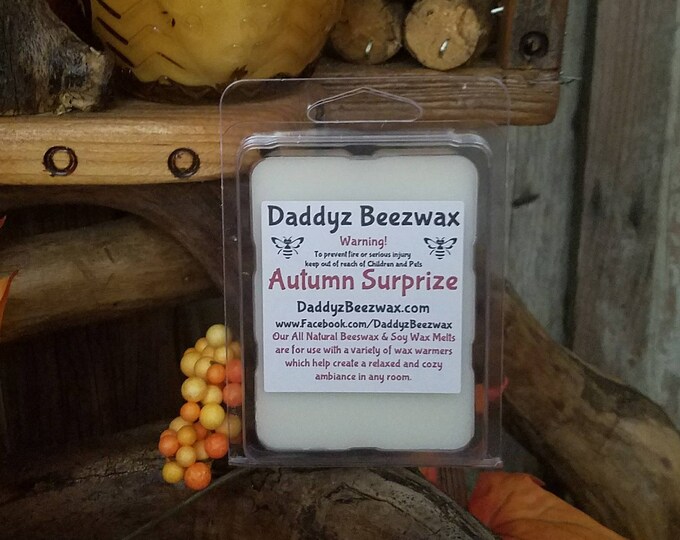 Daddyz Beezwax
Warning!
To prevent fire or serious injury
keep out of reach of Children and Pets
Autumn Surprize
DaddyzBeezwax.com
www.Facebook.com/DaddyzBeezwax
Our All Natural Beeswax & Soy Wax Melts
are for use with a variety of wax warmers
which help create a relaxed and cozy
ambiance in any room.